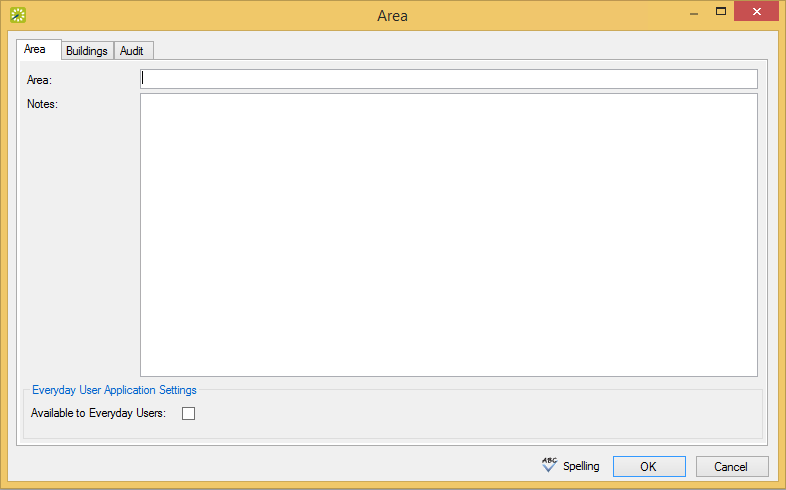 Area
Area Buildings Audit
Area:
Notes:
Everyday User Application Settings
Available to Everyday Users:
ABC Spelling OK Cancel